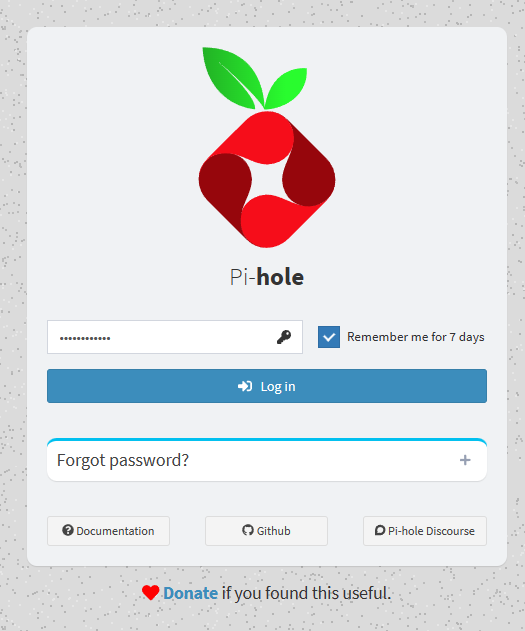 Pi-hole
••••••••••••
Remember me for 7 days
Log in
Forgot password?
Documentation
Github
Pi-hole Discourse
Donate if you found this useful.